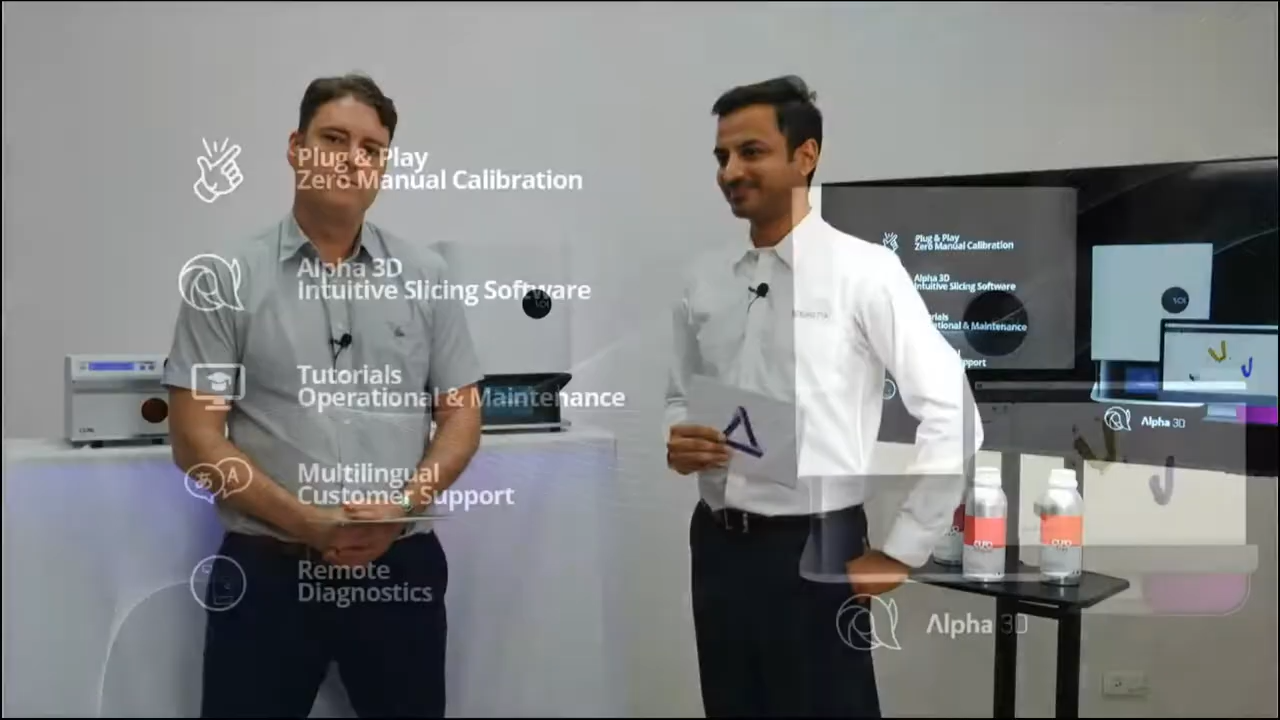 Plug & Play
Zero Manual Calibration
Alpha 3D
Intuitive Slicing Software
Tutorials
Operational & Maintenance
Multilingual
Customer Support
Remote
Diagnostics
Plug & Play
Zero Manual Calibration
Alpha 3D
Intuitive Slicing Software
Alpha 3D
Alpha 3D
あ A